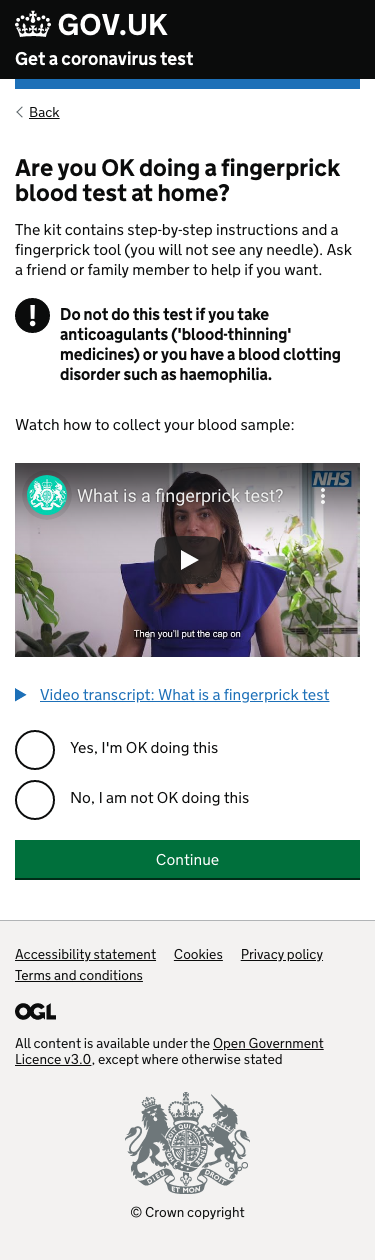 GOV.UK
Get a coronavirus test
Back
Are you OK doing a fingerprick
blood test at home?
The kit contains step-by-step instructions and a
fingerprick tool (you will not see any needle). Ask
a friend or family member to help if you want.
!
Do not do this test if you take
anticoagulants ('blood-thinning'
medicines) or you have a blood clotting
disorder such as haemophilia.
Watch how to collect your blood sample:
NHS
What is a fingerprick test?
Then you'll put the cap on
Video transcript: What is a fingerprick test
Yes, I'm OK doing this
No, I am not OK doing this
Continue
Accessibility statement Cookies Privacy policy
Terms and conditions
OGL
All content is available under the Open Government
Licence v3.0, except where otherwise stated
DIEU ET MON
© Crown copyright